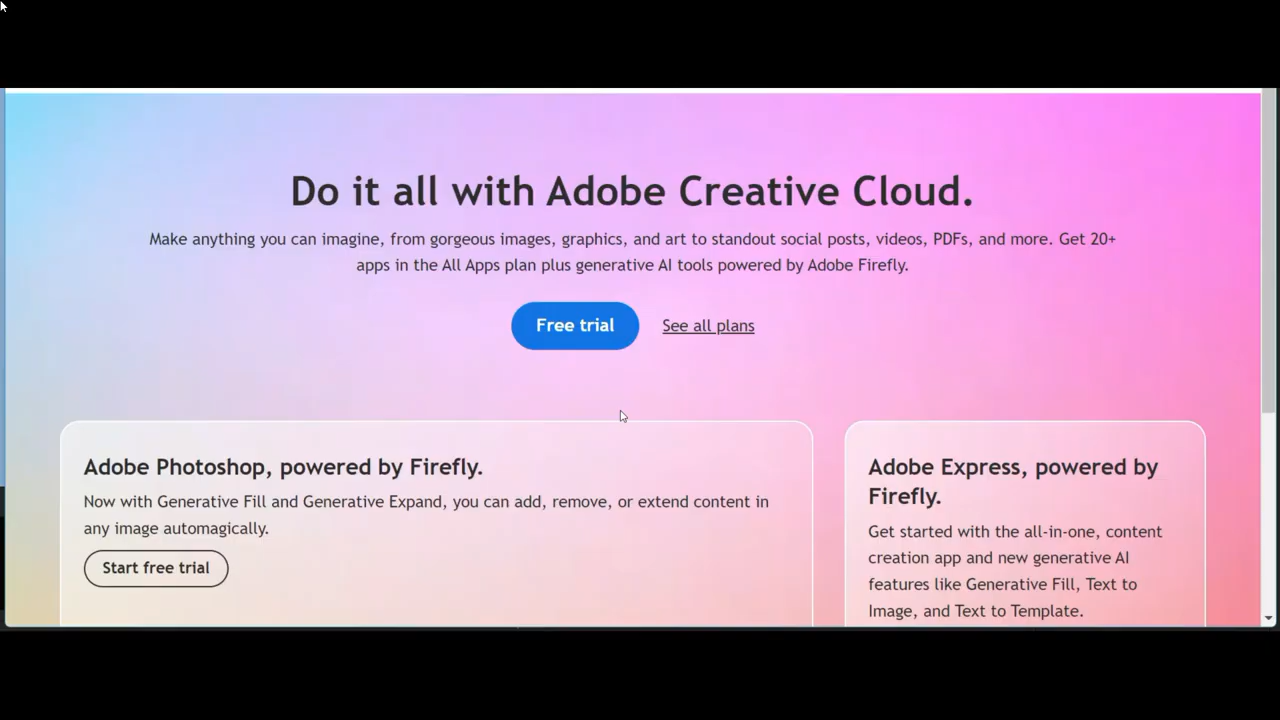 Do it all with Adobe Creative Cloud.
Make anything you can imagine, from gorgeous images, graphics, and art to standout social posts, videos, PDFs, and more. Get 20+
apps in the All Apps plan plus generative AI tools powered by Adobe Firefly.
Free trial
See all plans
Adobe Photoshop, powered by Firefly.
Now with Generative Fill and Generative Expand, you can add, remove, or extend content in
any image automagically.
Start free trial
Adobe Express, powered by
Firefly.
Get started with the all-in-one, content
creation app and new generative AI
features like Generative Fill, Text to
Image, and Text to Template.